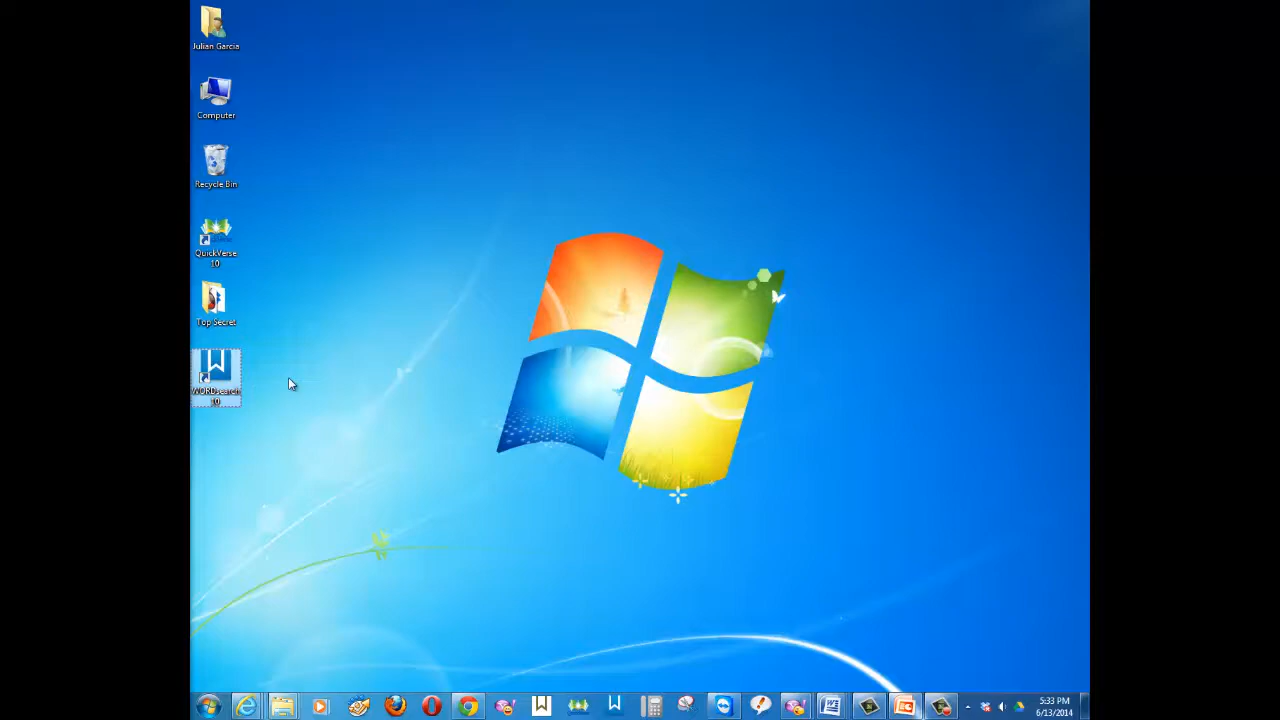 Julian Garcia
Computer
Recycle Bin
QuickVerse
10
Top Secret
WORDsearch
10
5:33 PM
6/13/2014